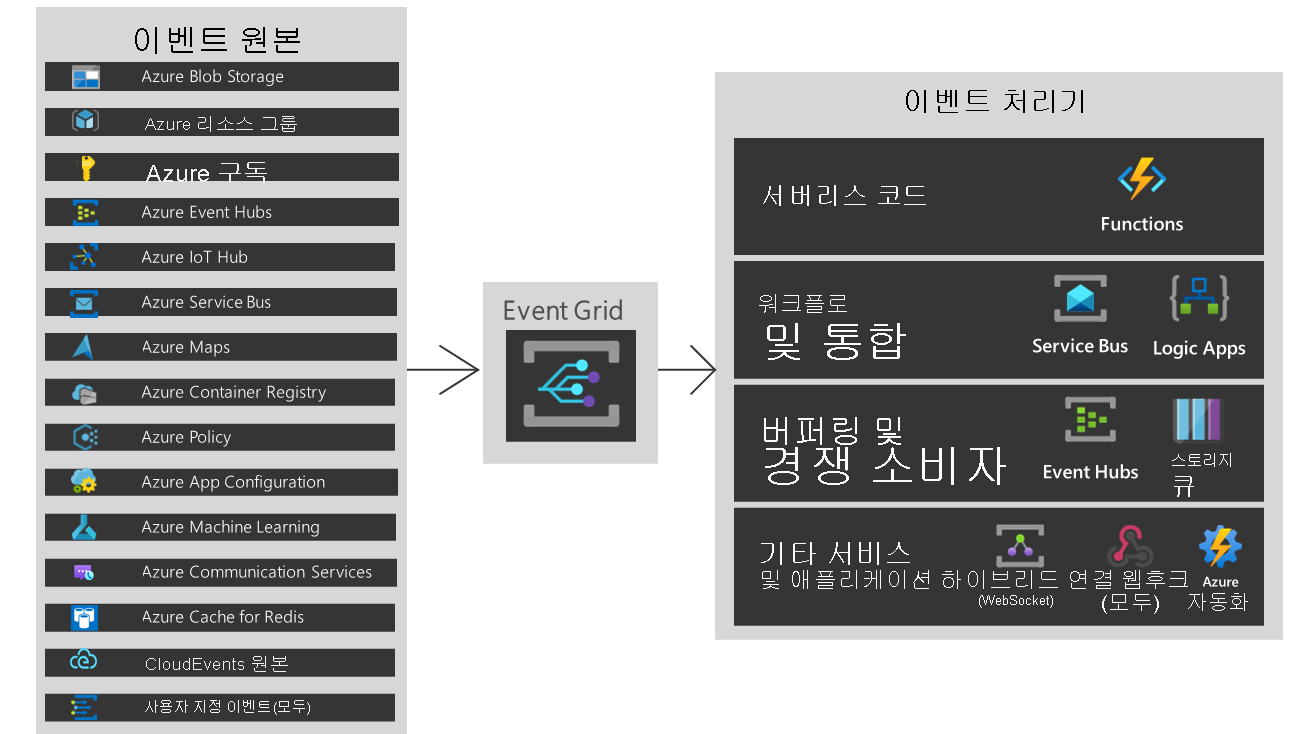 이벤트 원본
Azure Blob Storage
Azure 리소스 그룹
Azure 구독
Azure Event Hubs
Azure IoT Hub
Azure Service Bus
Azure Maps
Azure Container Registry
Azure Policy
Azure App Configuration
Azure Machine Learning
Azure Communication Services
Azure Cache for Redis
CloudEvents 원본
사용자 지정 이벤트(모두)
Event Grid
이벤트 처리기
서버리스 코드
Functions
워크플로
및 통합
Service Bus
Logic Apps
버퍼링 및
경쟁 소비자
Event Hubs
스토리지
큐
기타 서비스
및 애플리케이션
하이브리드 연결
(WebSocket)
웹후크
(모두)
Azure
자동화